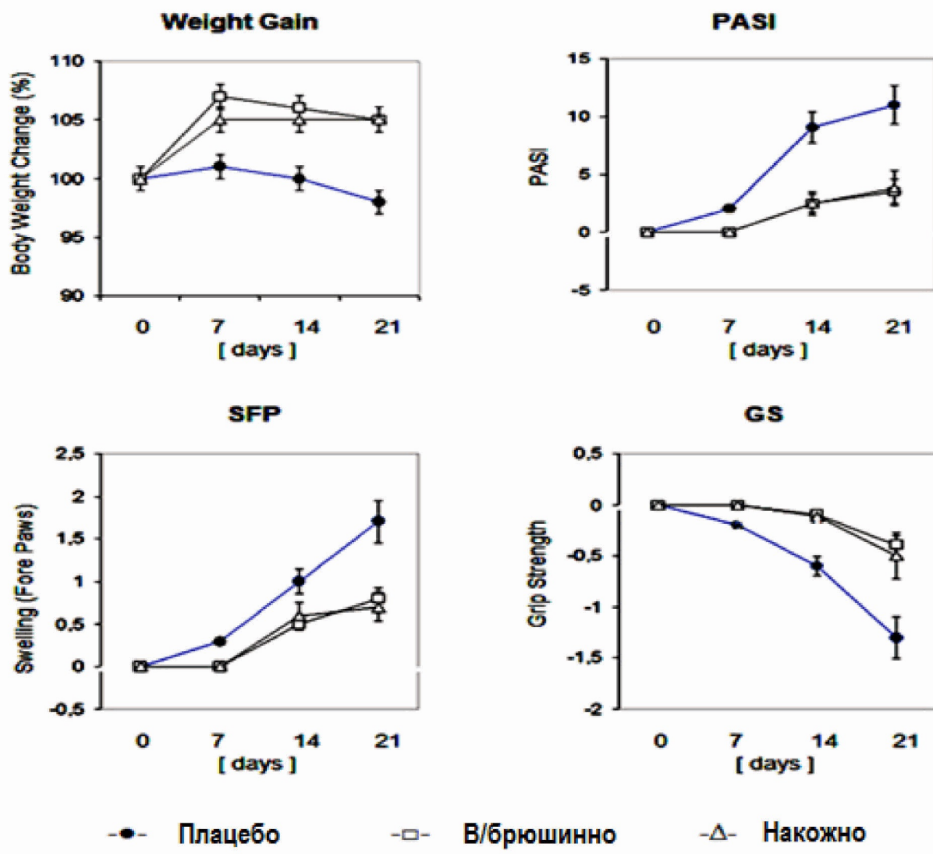 Weight Gain
Body Weight Change (%)
110
105
100
95
90
0 7 14 21
[ days ]
PASI
PASI
15
10
5
0
-5
0 7 14 21
[ days ]
SFP
Swelling (Fore Paws)
2,5
2
1,5
1
0,5
0
-0,5
0 7 14 21
[ days ]
GS
Grip Strength
0,5
0
-0,5
-1
-1,5
-2
0 7 14 21
[ days ]
Плацебо В/брюшинно Накожно